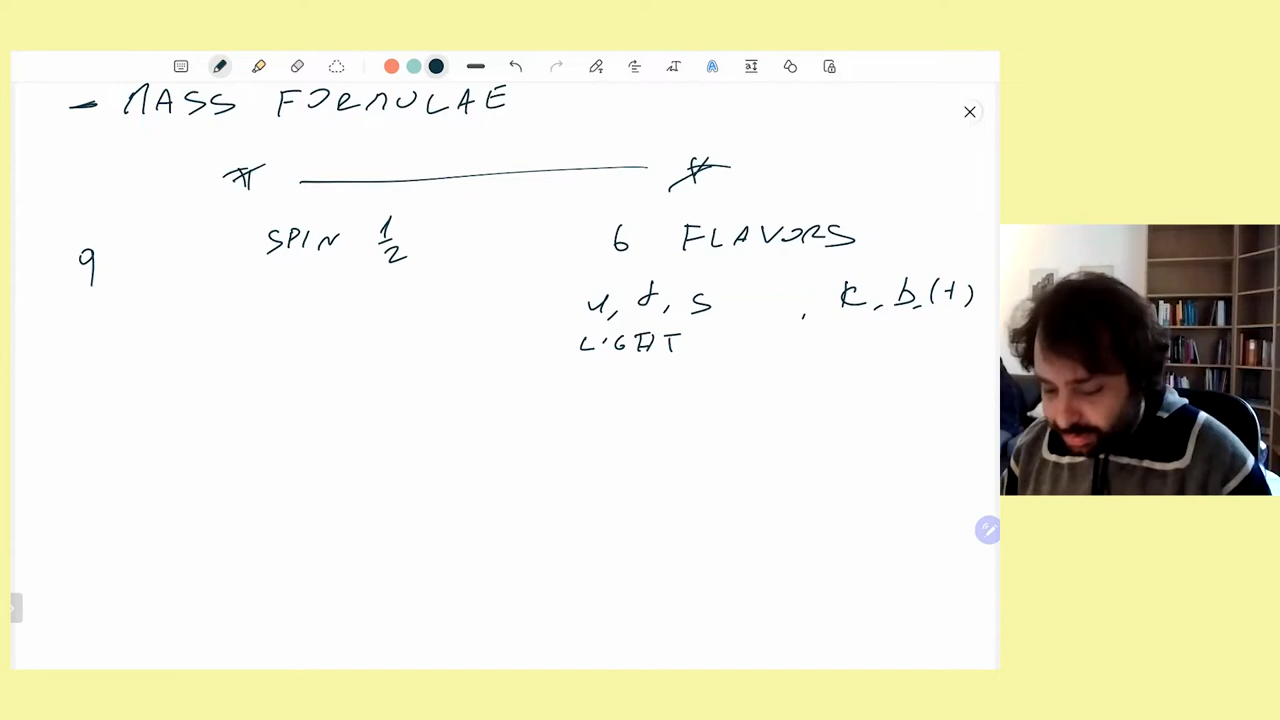 - MASS FORMULAE
q SPIN 1/2 6 FLAVORS
u, d, s , c, b, (t)
LIGHT